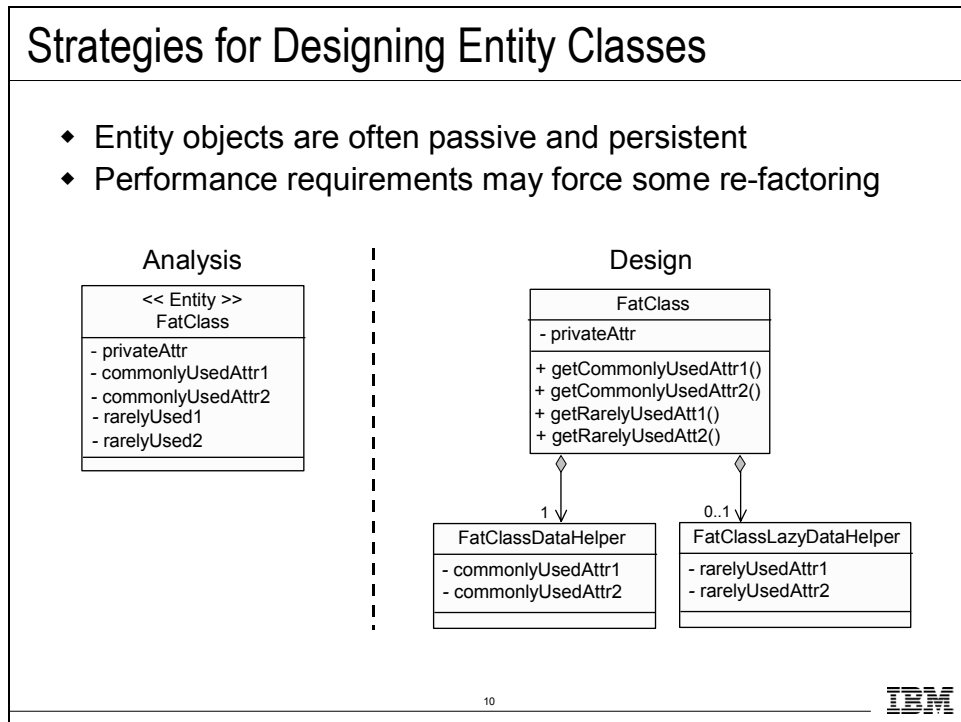 Strategies for Designing Entity Classes
◆ Entity objects are often passive and persistent
◆ Performance requirements may force some re-factoring
Analysis
<< Entity >>
FatClass
- privateAttr
- commonlyUsedAttr1
- commonlyUsedAttr2
- rarelyUsed1
- rarelyUsed2
Design
FatClass
- privateAttr
+ getCommonlyUsedAttr1()
+ getCommonlyUsedAttr2()
+ getRarelyUsedAtt1()
+ getRarelyUsedAtt2()
1
0..1
FatClassDataHelper
- commonlyUsedAttr1
- commonlyUsedAttr2
FatClassLazyDataHelper
- rarelyUsedAttr1
- rarelyUsedAttr2
10
IBM